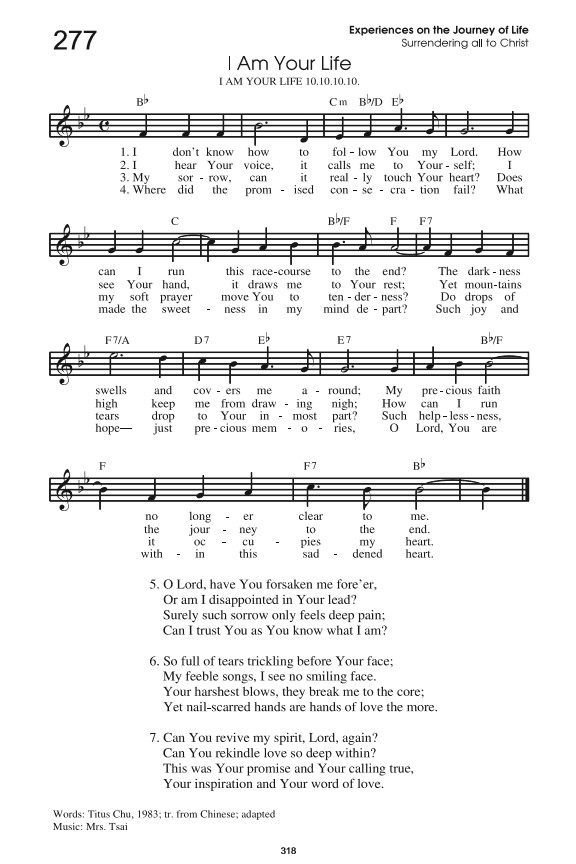 277
Experiences on the Journey of Life
Surrendering all to Christ
I Am Your Life
I AM YOUR LIFE 10.10.10.10.
B♭ Cm B♭/D E♭
1. I don't know how to fol - low You my Lord. How
2. I hear Your voice, it calls me to Your - self; I
3. My sor - row, can it real - ly touch Your heart? Does
4. Where did the prom - ised con - se - cra - tion fail? What
C B♭/F F F7
can I run this race - course to the end? The dark - ness
see Your hand, it draws me to Your rest; Yet moun - tains
my soft prayer move You to ten - der - ness? Do drops of
made the sweet - ness in my mind de - part? Such joy and
F7/A D7 E♭ E7 B♭/F
swells and cov - ers me a - round; My pre - cious faith
high keep me from draw - ing nigh; How can I run
tears drop to Your in - most part? Such help - less - ness,
hope— just pre - cious mem - o - ries, O Lord, You are
F F7 B♭
no long - er clear to me.
the jour - ney to the end.
it oc - cu - pies my heart.
with - in this sad - dened heart.
5. O Lord, have You forsaken me fore'er,
Or am I disappointed in Your lead?
Surely such sorrow only feels deep pain;
Can I trust You as You know what I am?
6. So full of tears trickling before Your face;
My feeble songs, I see no smiling face.
Your harshest blows, they break me to the core;
Yet nail-scarred hands are hands of love the more.
7. Can You revive my spirit, Lord, again?
Can You rekindle love so deep within?
This was Your promise and Your calling true,
Your inspiration and Your word of love.
Words: Titus Chu, 1983; tr. from Chinese; adapted
Music: Mrs. Tsai
318